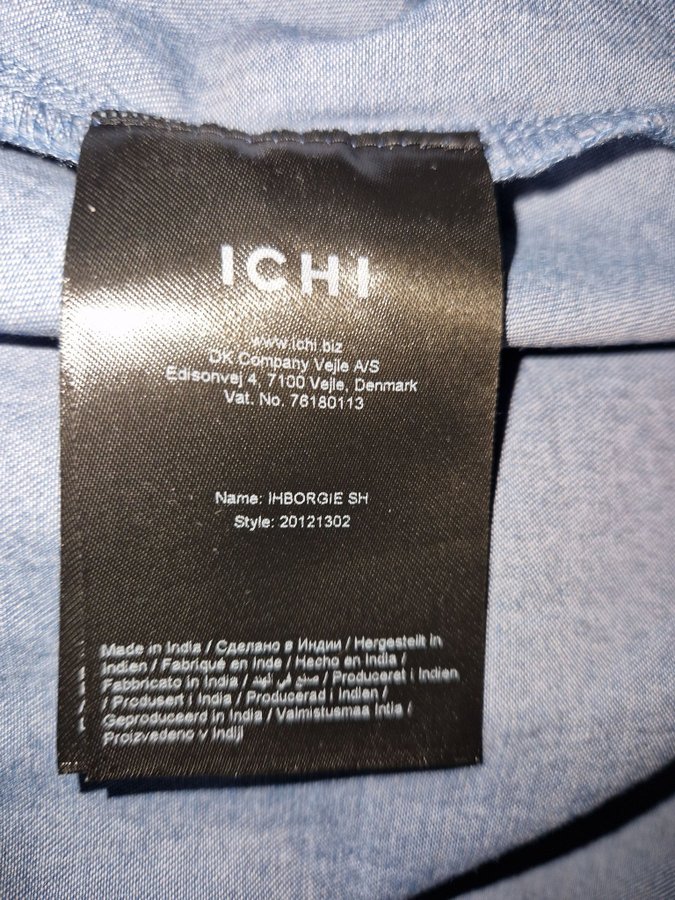 ICHI
www.ichi.biz
DK Company Vejle A/S
Edisonvej 4, 7100 Vejle, Denmark
Vat. No. 76180113
Name: IHBORGIE SH
Style: 20121302
Made in India / Сделано в Индии / Hergestellt in
Indien / Fabriqué en Inde / Hecho en India /
Fabbricato in India / صنع في الهند / Produceret i Indien
/ Produsert i India / Producerad i Indien /
Geproduceerd in India / Valmistusmaa Intia /
Proizvedeno v Indiji